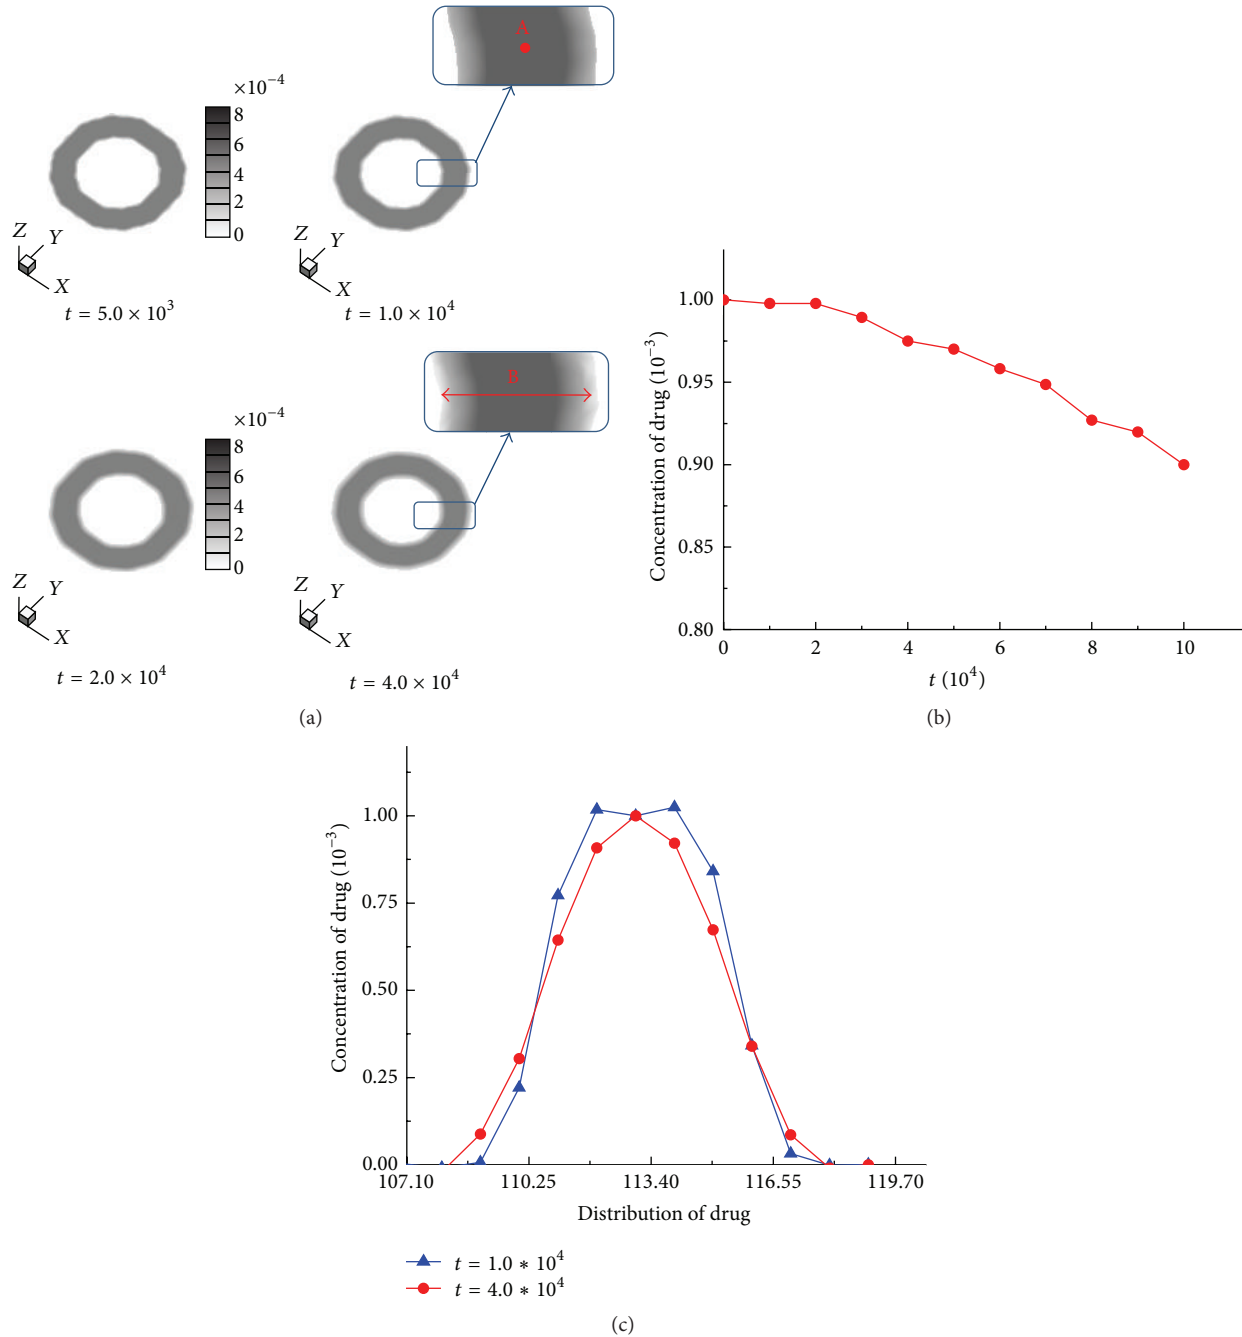 A
×10⁻⁴
8
6
4
2
0
Z
Y
X
t = 5.0 × 10³
Z
Y
X
t = 1.0 × 10⁴
B
×10⁻⁴
8
6
4
2
0
Z
Y
X
t = 2.0 × 10⁴
Z
Y
X
t = 4.0 × 10⁴
(a)
Concentration of drug (10⁻³)
1.00
0.95
0.90
0.85
0.80
0 2 4 6 8 10
t (10⁴)
(b)
Concentration of drug (10⁻³)
1.00
0.75
0.50
0.25
0.00
107.10 110.25 113.40 116.55 119.70
Distribution of drug
t = 1.0 * 10⁴
t = 4.0 * 10⁴
(c)